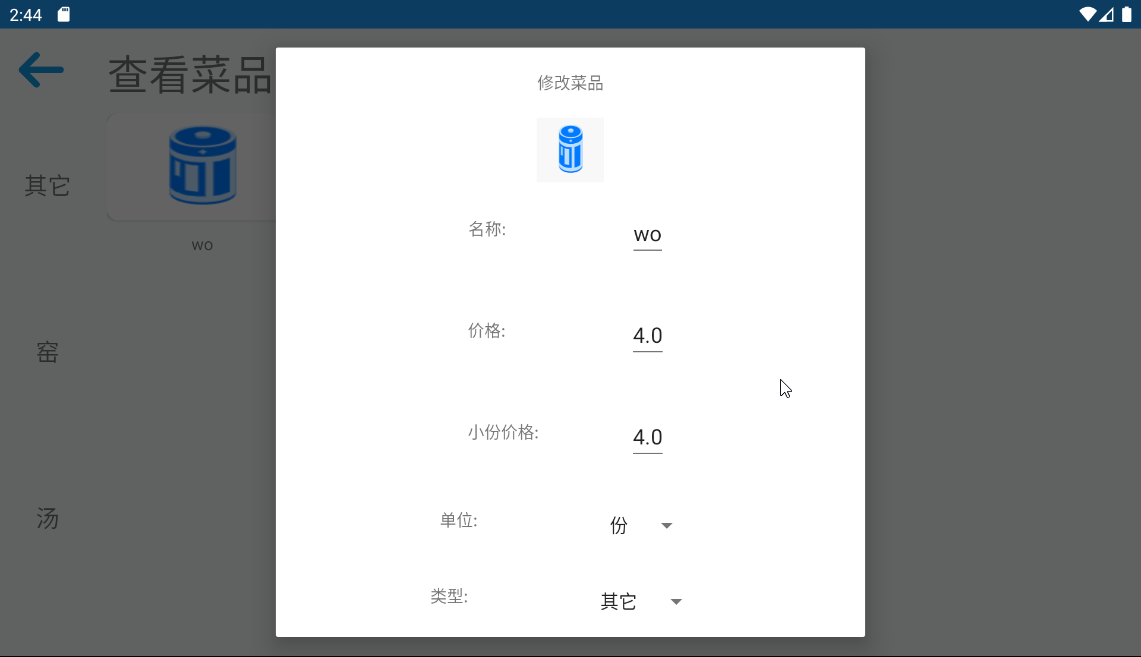 2:44
查看菜品
其它
wo
窑
汤
修改菜品
名称: wo
价格: 4.0
小份价格: 4.0
单位: 份
类型: 其它